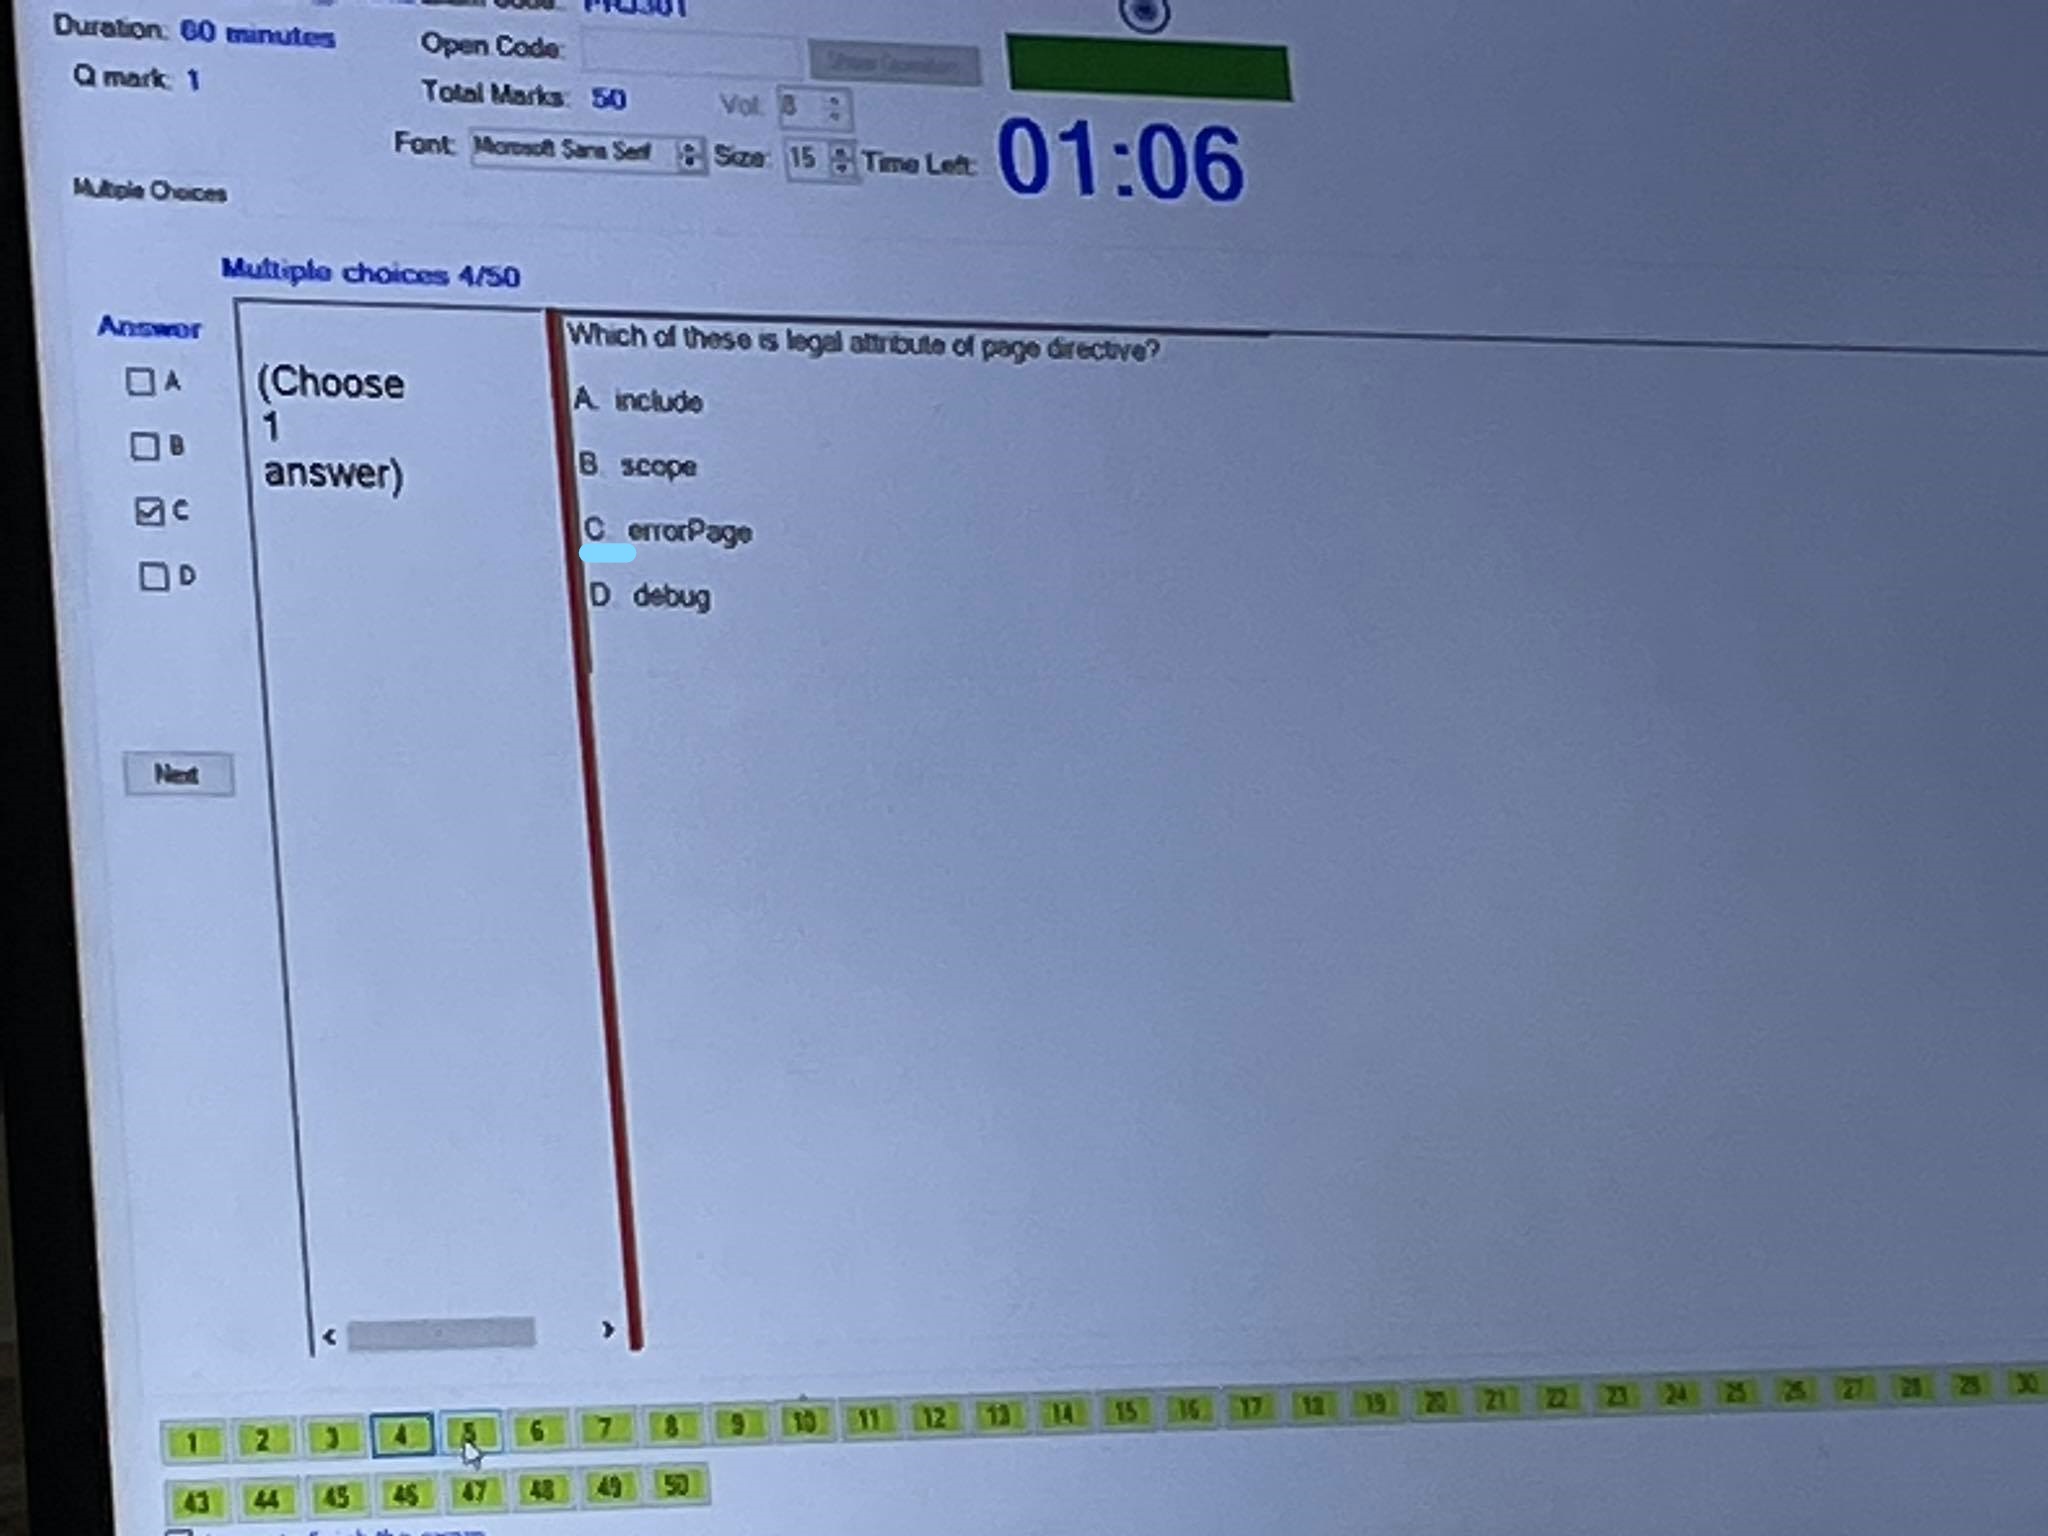 Duration: 60 minutes
Open Code:
Q mark: 1
Total Marks: 50
Vol: 8
Font: Microsoft Sans Serif
Size: 15
Time Left: 01:06
Multiple Choices
Multiple choices 4/50
Answer
A
B
C
D
(Choose
1
answer)
Which of these is legal attribute of page directive?
A. include
B. scope
C. errorPage
D. debug
Next
1 2 3 4 5 6 7 8 9 10 11 12 13 14 15 16 17 18 19 20 21 22 23 24 25 26 27 28 29 30
43 44 45 46 47 48 49 50